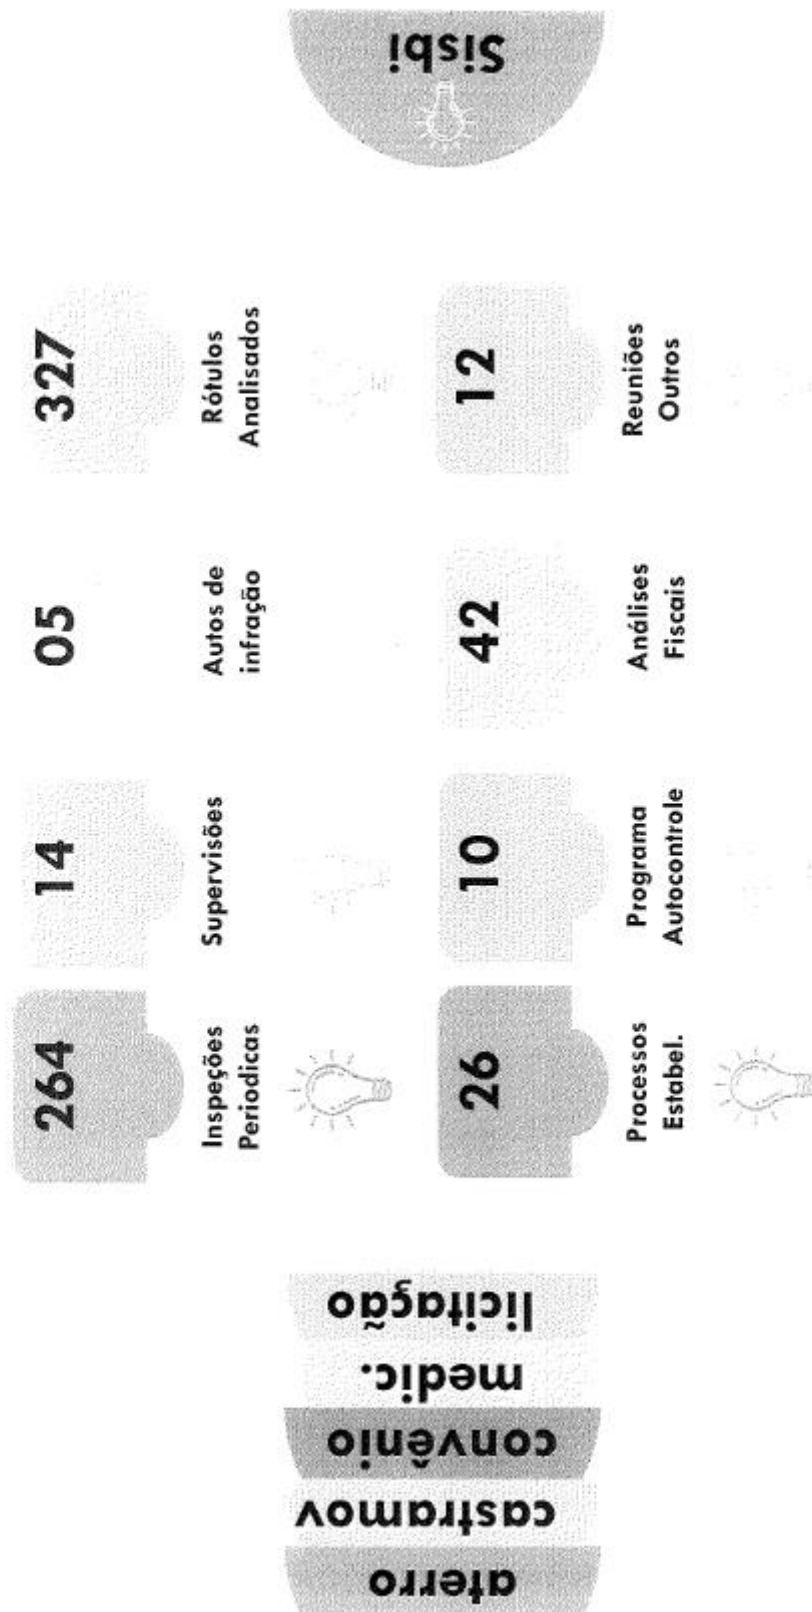 aterro
castramov
convênio
medic.
licitação
264
Inspeções
Periodicas
14
Supervisões
05
Autos de
infração
327
Rótulos
Analisados
26
Processos
Estabel.
10
Programa
Autocontrole
42
Análises
Fiscais
12
Reuniões
Outros
Sisbi